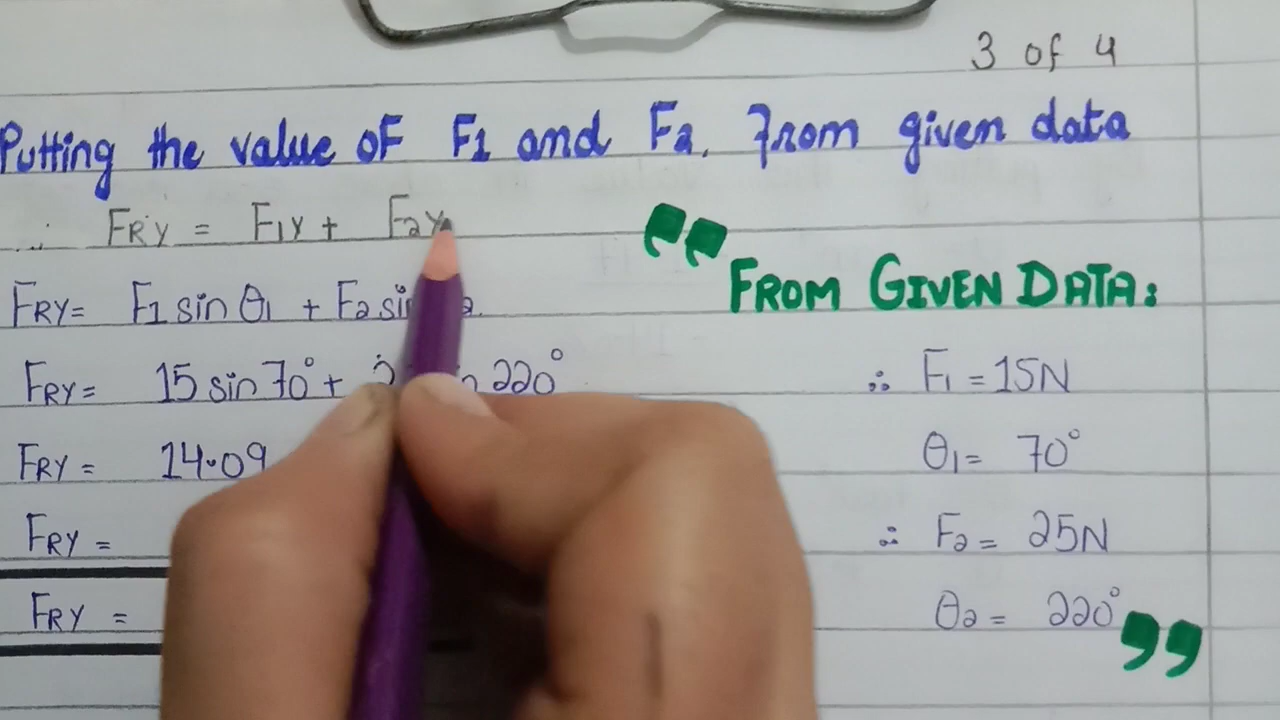 3 of 4
Putting the value of F1 and F2. From given data
∴ FRY = F1Y + F2Y
FRY = F1 sin θ1 + F2
FRY = 15 sin 70° + 220°
FRY = 14.09
FRY =
FRY =
“
FROM GIVEN DATA:
∴ F1 = 15N
θ1 = 70°
∴ F2 = 25N
θ2 = 220°
”